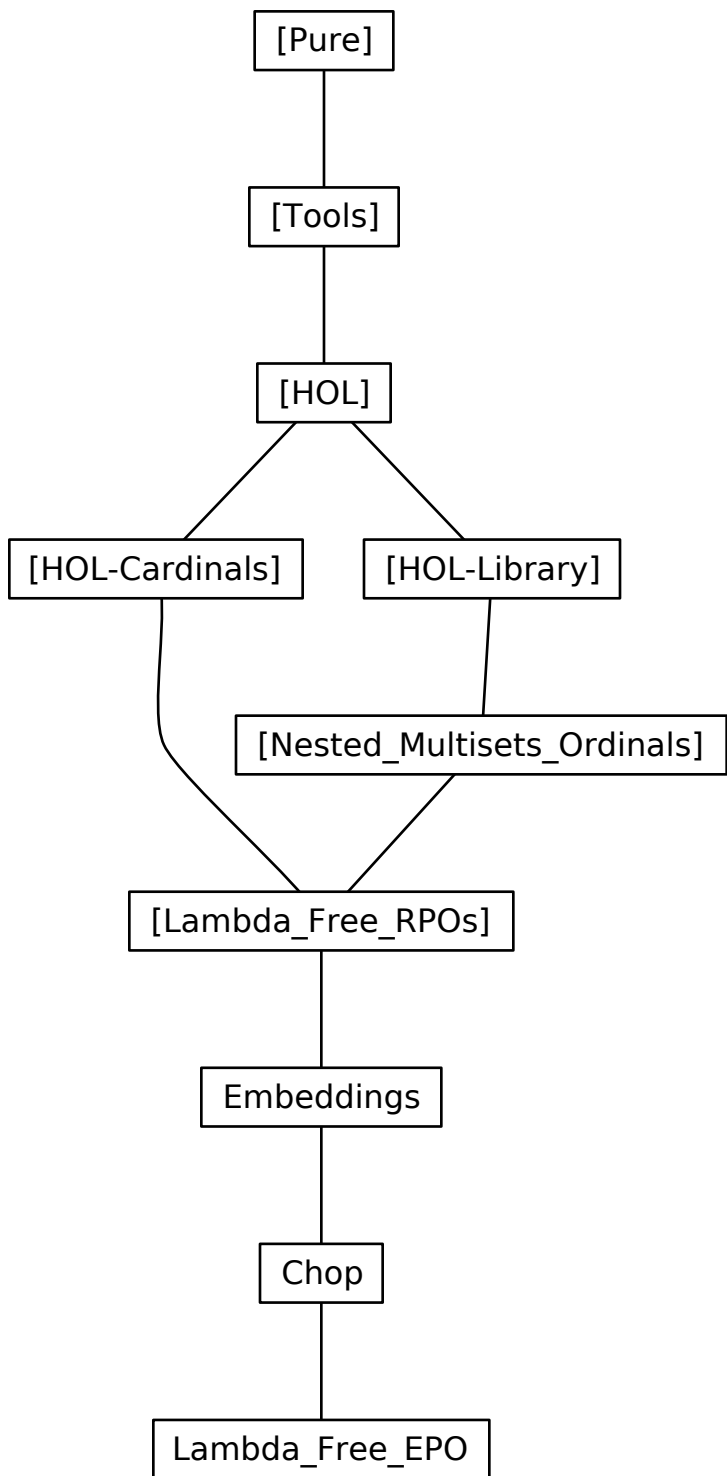 [Pure]
[Tools]
[HOL]
[HOL-Cardinals]
[HOL-Library]
[Nested_Multisets_Ordinals]
[Lambda_Free_RPOs]
Embeddings
Chop
Lambda_Free_EPO